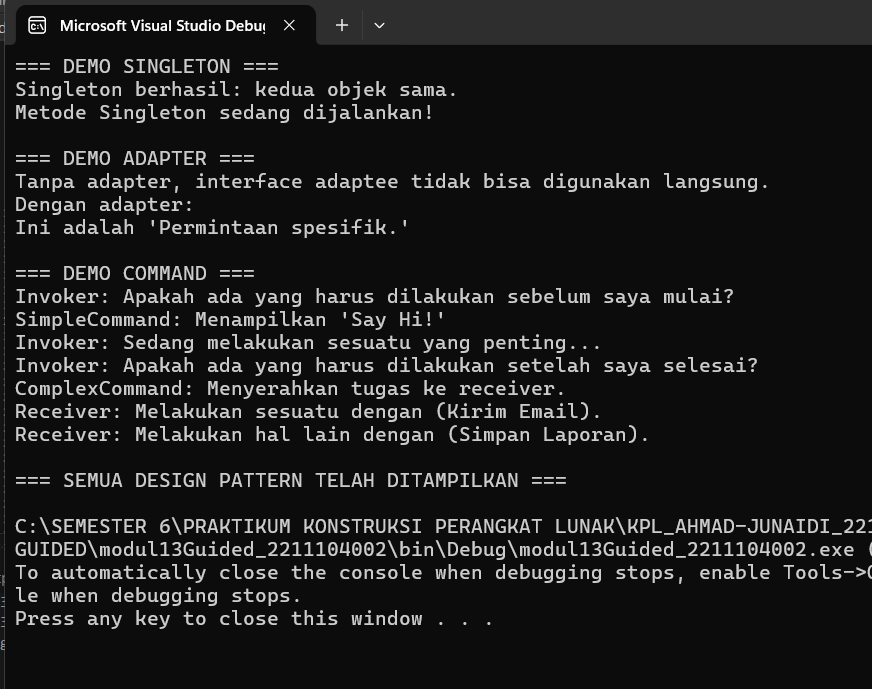 Microsoft Visual Studio Debu
=== DEMO SINGLETON ===
Singleton berhasil: kedua objek sama.
Metode Singleton sedang dijalankan!
=== DEMO ADAPTER ===
Tanpa adapter, interface adaptee tidak bisa digunakan langsung.
Dengan adapter:
Ini adalah 'Permintaan spesifik.'
=== DEMO COMMAND ===
Invoker: Apakah ada yang harus dilakukan sebelum saya mulai?
SimpleCommand: Menampilkan 'Say Hi!'
Invoker: Sedang melakukan sesuatu yang penting...
Invoker: Apakah ada yang harus dilakukan setelah saya selesai?
ComplexCommand: Menyerahkan tugas ke receiver.
Receiver: Melakukan sesuatu dengan (Kirim Email).
Receiver: Melakukan hal lain dengan (Simpan Laporan).
=== SEMUA DESIGN PATTERN TELAH DITAMPILKAN ===
C:\SEMESTER 6\PRAKTIKUM KONSTRUKSI PERANGKAT LUNAK\KPL_AHMAD-JUNAIDI_221
GUIDED\modul13Guided_2211104002\bin\Debug\modul13Guided_2211104002.exe (
To automatically close the console when debugging stops, enable Tools->
le when debugging stops.
Press any key to close this window . . .